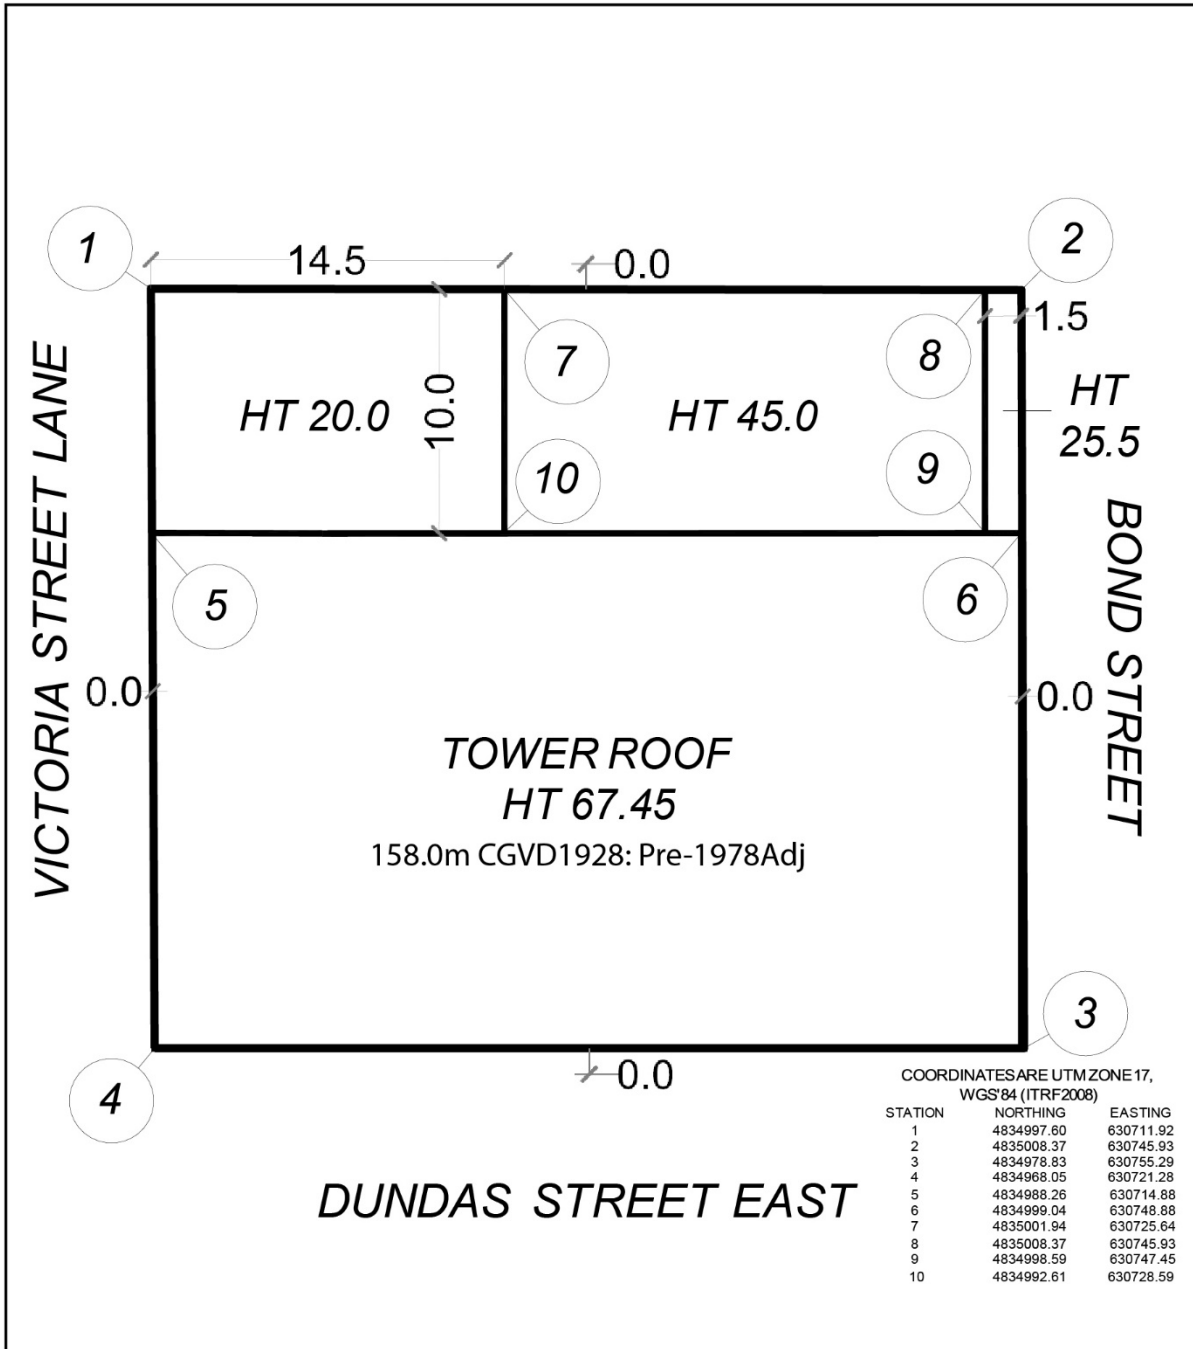 1
2
14.5
0.0
1.5
7
8
HT 20.0
10.0
HT 45.0
HT
25.5
10
9
VICTORIA STREET LANE
BOND STREET
5
6
0.0
0.0
TOWER ROOF
HT 67.45
158.0m CGVD1928: Pre-1978Adj
3
4
0.0
DUNDAS STREET EAST
COORDINATES ARE UTM ZONE 17,
WGS'84 (ITRF2008)
STATION NORTHING EASTING
1 4834997.60 630711.92
2 4835008.37 630745.93
3 4834978.83 630755.29
4 4834968.05 630721.28
5 4834988.26 630714.88
6 4834999.04 630748.88
7 4835001.94 630725.64
8 4835008.37 630745.93
9 4834998.59 630747.45
10 4834992.61 630728.59